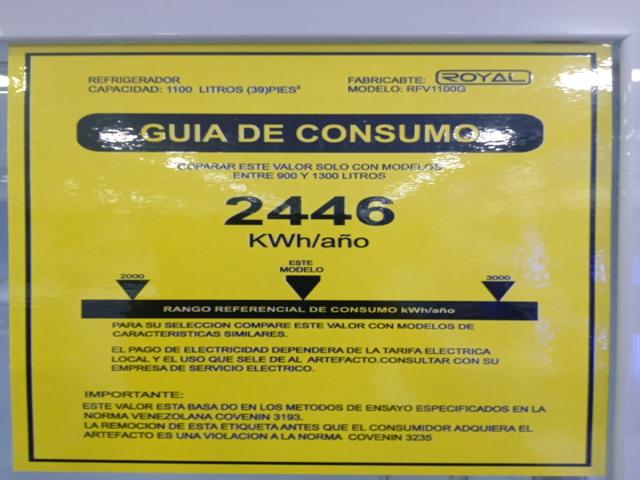 REFRIGERADOR
CAPACIDAD: 1100 LITROS (39)PIES³
FABRICABTE: ROYAL
MODELO: RFV1100G
GUIA DE CONSUMO
COPARAR ESTE VALOR SOLO CON MODELOS
ENTRE 900 Y 1300 LITROS
2446
KWh/año
ESTE
MODELO
2000
3000
RANGO REFERENCIAL DE CONSUMO kWh/año
PARA SU SELECCION COMPARE ESTE VALOR CON MODELOS DE
CARACTERISTICAS SIMILARES.
EL PAGO DE ELECTRICIDAD DEPENDERA DE LA TARIFA ELECTRICA
LOCAL Y EL USO QUE SELE DE AL ARTEFACTO.CONSULTAR CON SU
EMPRESA DE SERVICIO ELECTRICO.
IMPORTANTE:
ESTE VALOR ESTA BASA DO EN LOS METODOS DE ENSAYO ESPECIFICADOS EN LA
NORMA VENEZOLANA COVENIN 3193.
LA REMOCION DE ESTA ETIQUETA ANTES QUE EL CONSUMIDOR ADQUIERA EL
ARTEFACTO ES UNA VIOLACION A LA NORMA COVENIN 3235